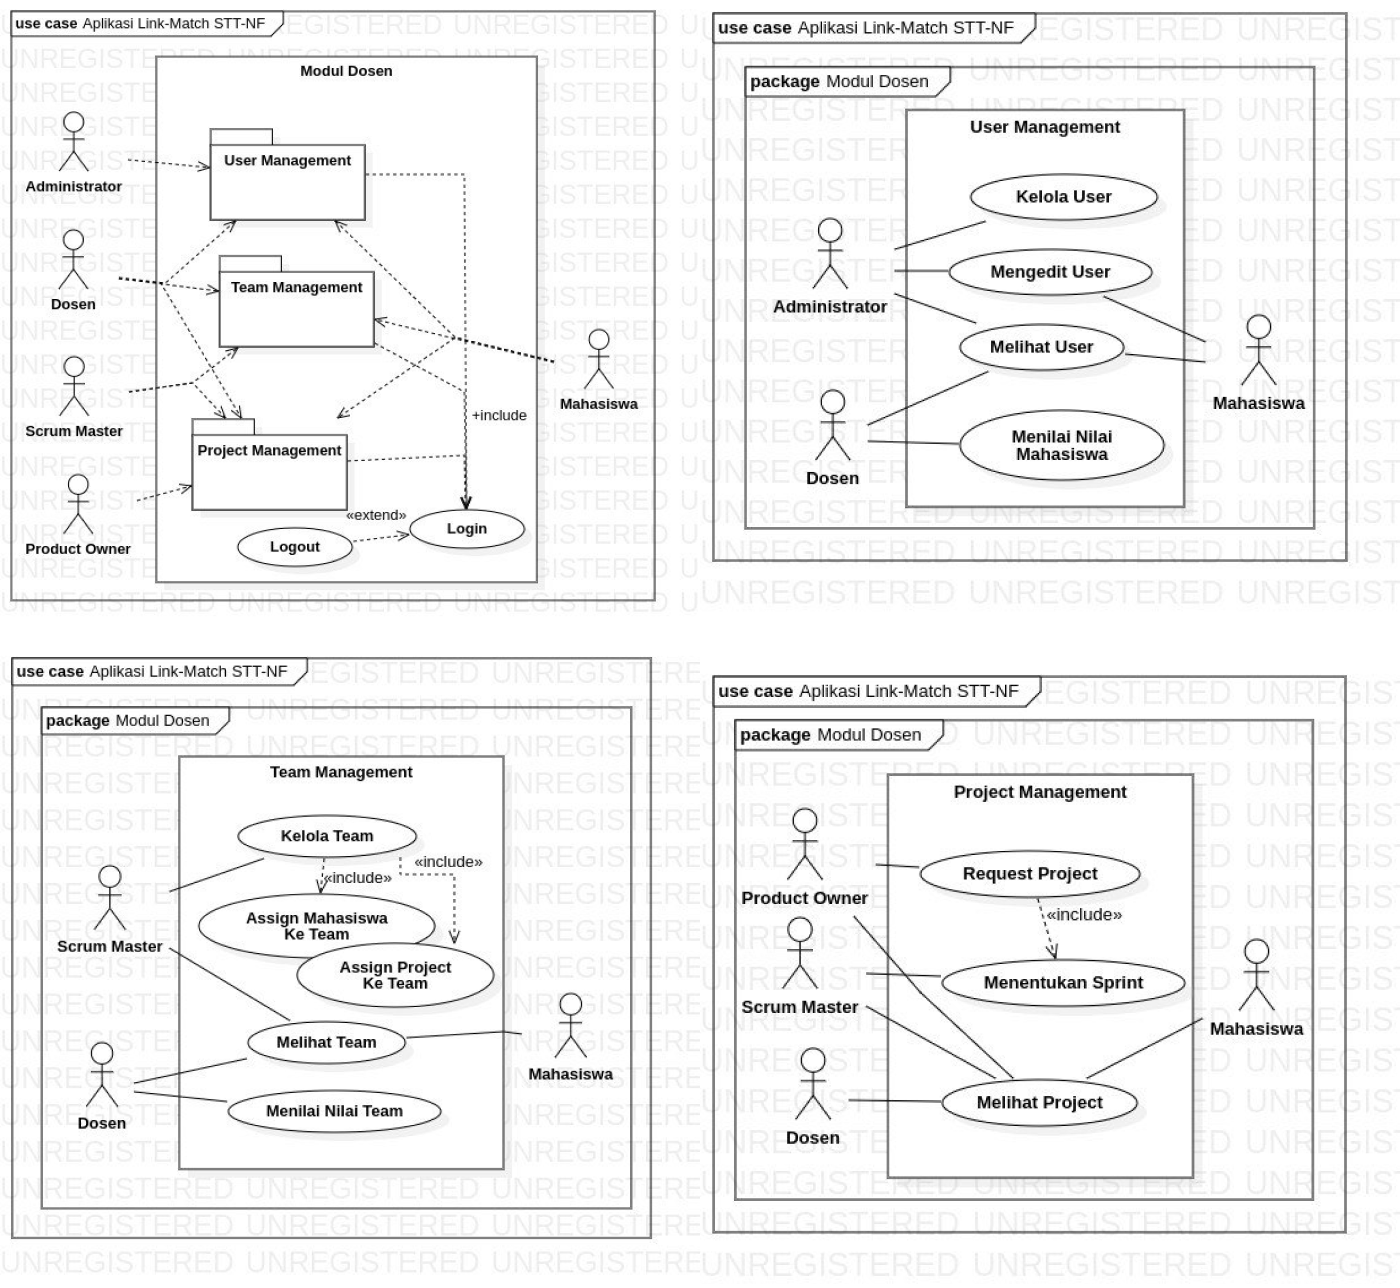 use case Aplikasi Link-Match STT-NF
Modul Dosen
User Management
Administrator
Team Management
Dosen
Mahasiswa
+include
Scrum Master
Project Management
«extend»
Login
Logout
Product Owner
use case Aplikasi Link-Match STT-NF
package Modul Dosen
User Management
Kelola User
Mengedit User
Administrator
Melihat User
Mahasiswa
Menilai Nilai
Mahasiswa
Dosen
use case Aplikasi Link-Match STT-NF
package Modul Dosen
Team Management
Kelola Team
«include»
«include»
Assign Mahasiswa
Ke Team
Scrum Master
Assign Project
Ke Team
Melihat Team
Mahasiswa
Menilai Nilai Team
Dosen
use case Aplikasi Link-Match STT-NF
package Modul Dosen
Project Management
Request Project
Product Owner
«include»
Menentukan Sprint
Scrum Master
Mahasiswa
Melihat Project
Dosen
UNREGISTERED